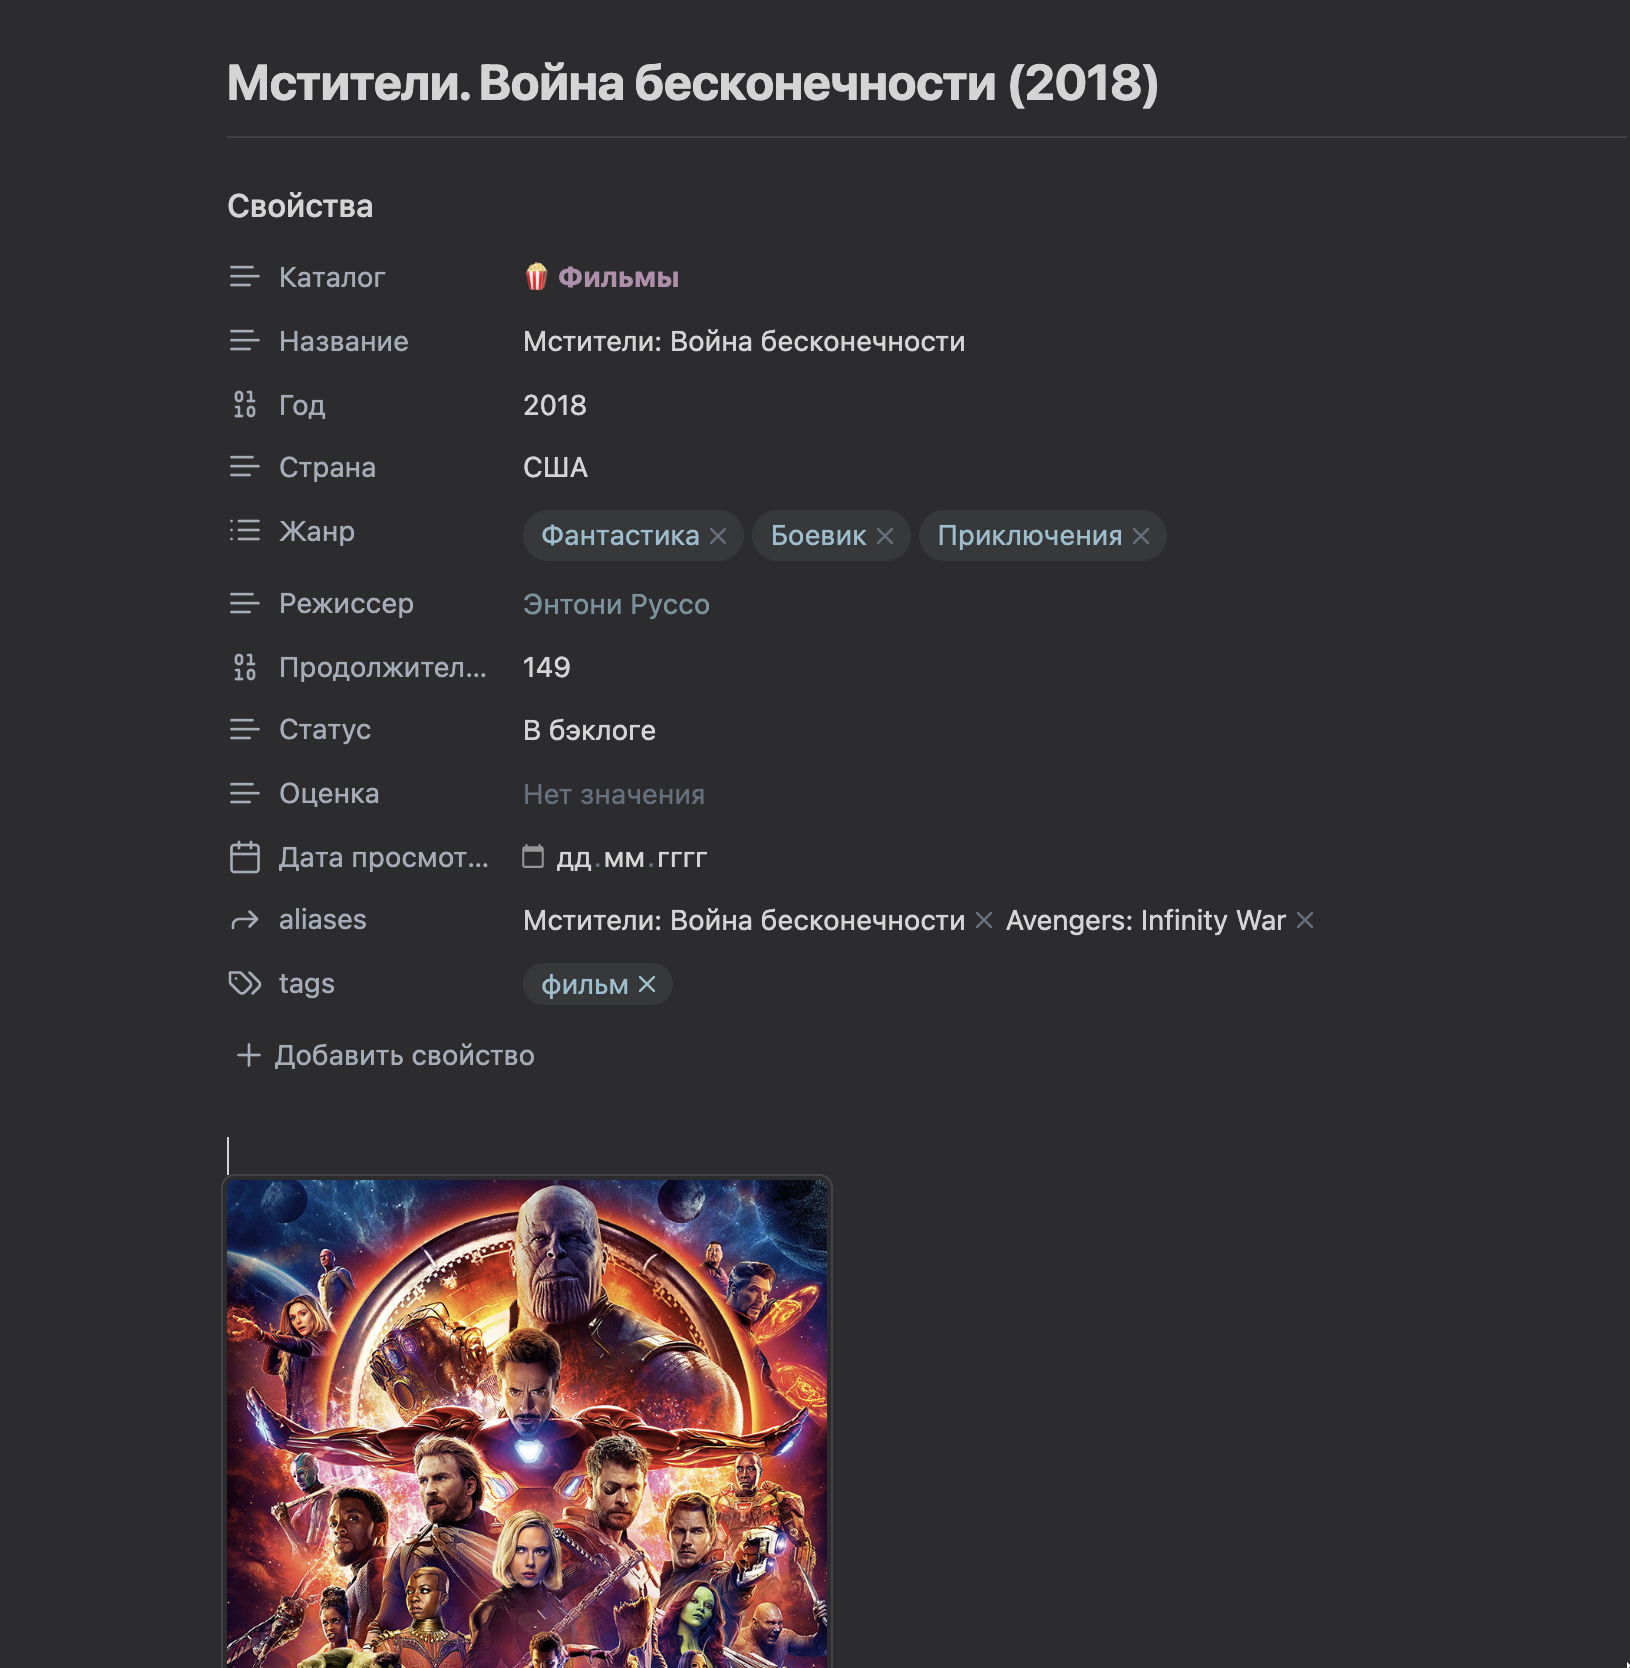 Мстители. Война бесконечности (2018)
Свойства
Каталог 🍿 Фильмы
Название Мстители: Война бесконечности
Год 2018
Страна США
Жанр Фантастика Боевик Приключения
Режиссер Энтони Руссо
Продолжител... 149
Статус В бэклоге
Оценка Нет значения
Дата просмот... дд.мм.гггг
aliases Мстители: Война бесконечности Avengers: Infinity War
tags фильм
Добавить свойство